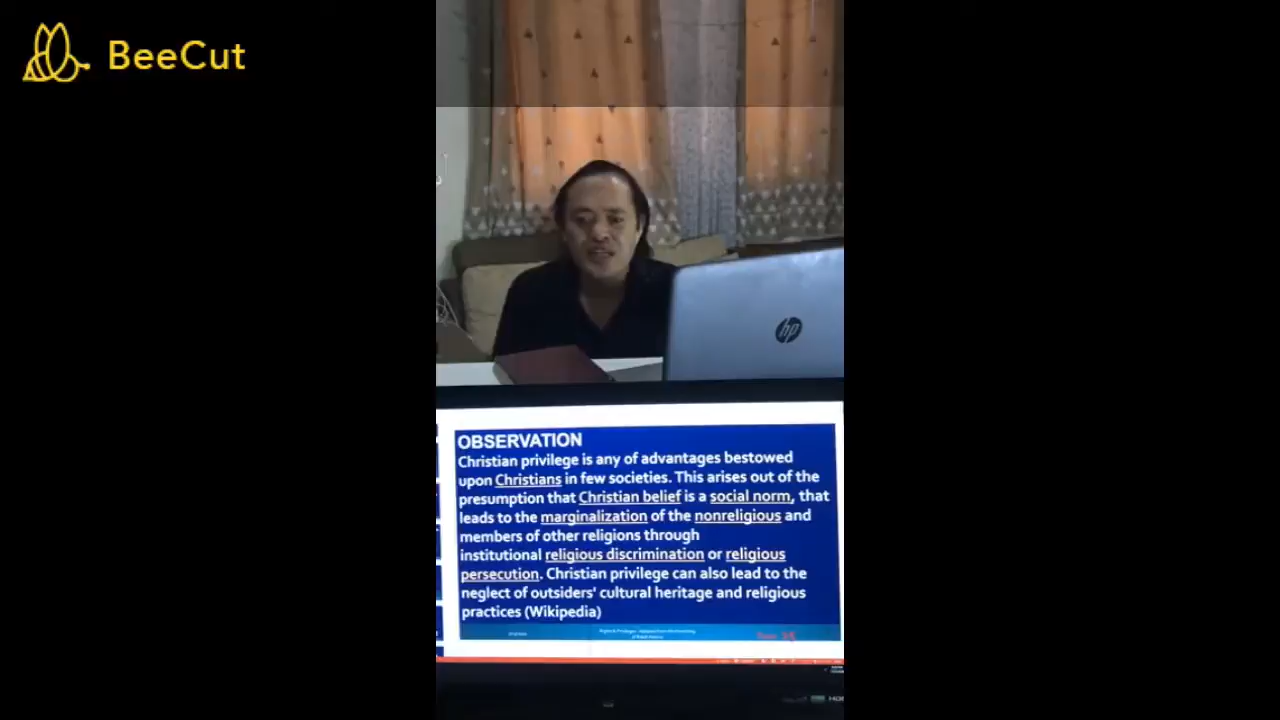 BeeCut
hp
OBSERVATION
Christian privilege is any of advantages bestowed
upon Christians in few societies. This arises out of the
presumption that Christian belief is a social norm, that
leads to the marginalization of the nonreligious and
members of other religions through
institutional religious discrimination or religious
persecution. Christian privilege can also lead to the
neglect of outsiders' cultural heritage and religious
practices (Wikipedia)